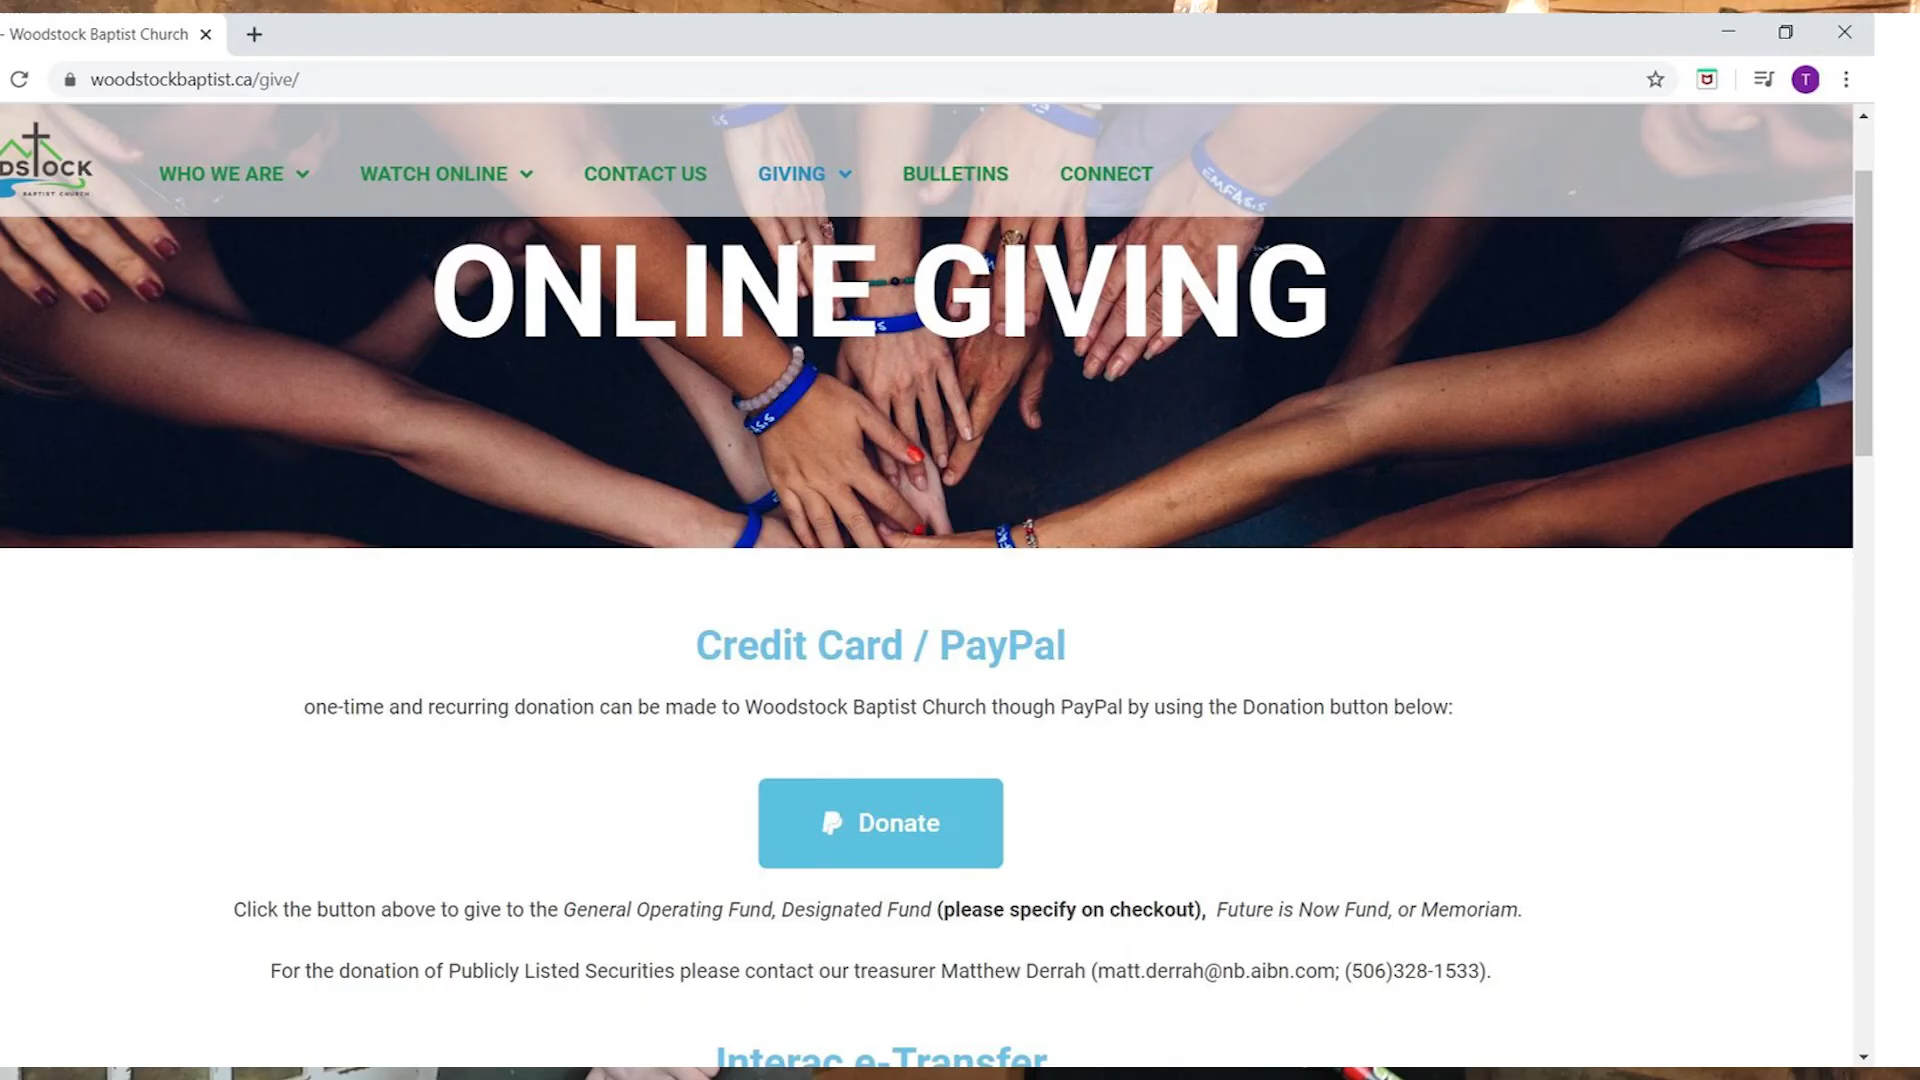 - Woodstock Baptist Church
woodstockbaptist.ca/give/
T
DSTOCK
BAPTIST CHURCH
WHO WE ARE
WATCH ONLINE
CONTACT US
GIVING
BULLETINS
CONNECT
EMFASIS
ONLINE GIVING
Credit Card / PayPal
one-time and recurring donation can be made to Woodstock Baptist Church though PayPal by using the Donation button below:
Donate
Click the button above to give to the General Operating Fund, Designated Fund (please specify on checkout), Future is Now Fund, or Memoriam.
For the donation of Publicly Listed Securities please contact our treasurer Matthew Derrah (matt.derrah@nb.aibn.com; (506)328-1533).
Interac e-Transfer